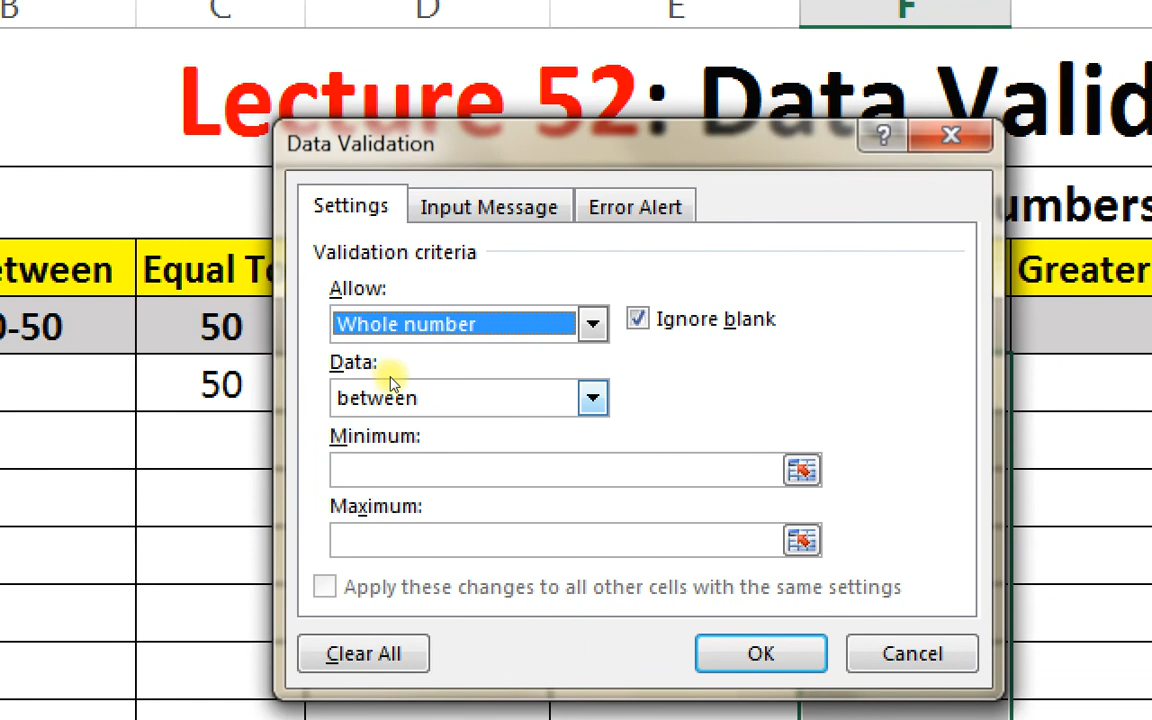 B C D E F
Lecture 52: Data Valid
Data Validation
umbers
Settings Input Message Error Alert
Validation criteria
etween Equal To Greater
Allow:
0-50 50 Whole number Ignore blank
Data:
50 between
Minimum:
Maximum:
Apply these changes to all other cells with the same settings
Clear All OK Cancel